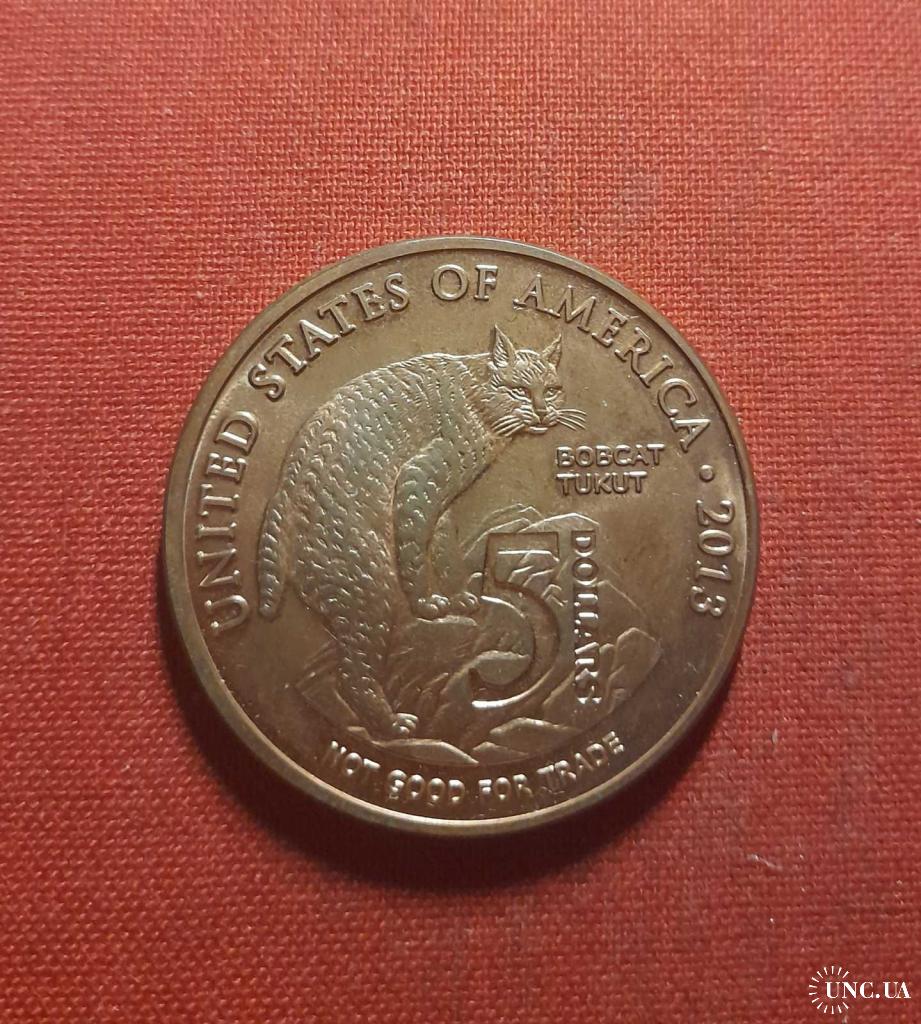 UNITED STATES OF AMERICA • 2013
BOBCAT
TUKUT
5
DOLLARS
NOT GOOD FOR TRADE
UNC.UA